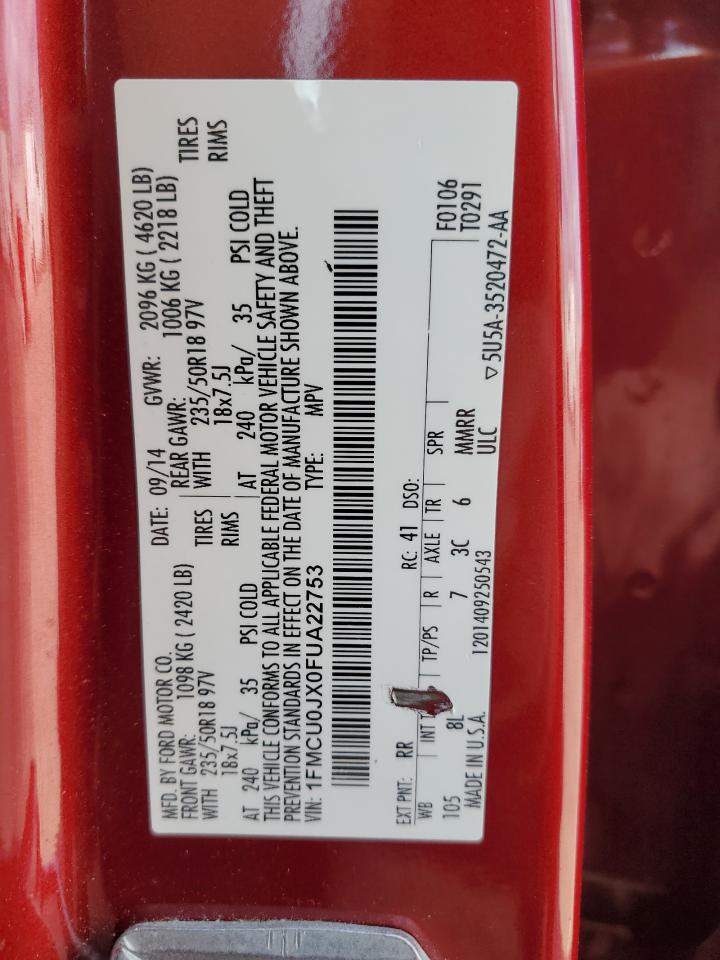 MFD. BY FORD MOTOR CO.
DATE: 09/14 GVWR: 2096 KG ( 4620 LB)
FRONT GAWR: 1098 KG ( 2420 LB) REAR GAWR: 1006 KG ( 2218 LB)
WITH 235/50R18 97V TIRES WITH 235/50R18 97V TIRES
18x7.5J RIMS 18x7.5J RIMS
AT 240 kPa/ 35 PSI COLD AT 240 kPa/ 35 PSI COLD
THIS VEHICLE CONFORMS TO ALL APPLICABLE FEDERAL MOTOR VEHICLE SAFETY AND THEFT
PREVENTION STANDARDS IN EFFECT ON THE DATE OF MANUFACTURE SHOWN ABOVE.
VIN: 1FMCU0JX0FUA22753 TYPE: MPV
EXT PNT: RR RC: 41 DSO:
WB INT TP/PS R AXLE TR SPR F0106
105 8L 7 3C 6 MMRR T0291
MADE IN U.S.A. 1201409250543 ULC ▽5U5A-3520472-AA